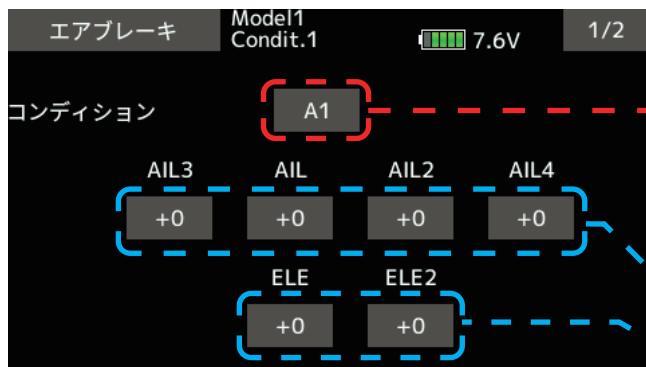 エアブレーキ Model1 7.6V 1/2
Condit.1
コンディション A1
AIL3 AIL AIL2 AIL4
+0 +0 +0 +0
ELE ELE2
+0 +0